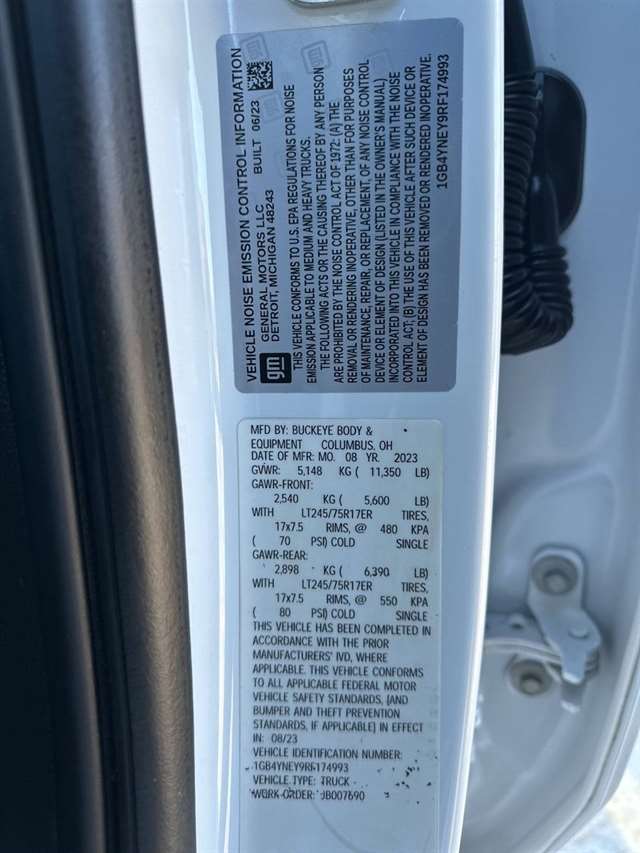 VEHICLE NOISE EMISSION CONTROL INFORMATION
gm
GENERAL MOTORS LLC BUILT 06/23
DETROIT, MICHIGAN 48243
THIS VEHICLE CONFORMS TO U.S. EPA REGULATIONS FOR NOISE
EMISSION APPLICABLE TO MEDIUM AND HEAVY TRUCKS.
THE FOLLOWING ACTS OR THE CAUSING THEREOF BY ANY PERSON
ARE PROHIBITED BY THE NOISE CONTROL ACT OF 1972: (A) THE
REMOVAL OR RENDERING INOPERATIVE, OTHER THAN FOR PURPOSES
OF MAINTENANCE, REPAIR, OR REPLACEMENT, OF ANY NOISE CONTROL
DEVICE OR ELEMENT OF DESIGN (LISTED IN THE OWNER'S MANUAL)
INCORPORATED INTO THIS VEHICLE IN COMPLIANCE WITH THE NOISE
CONTROL ACT; (B) THE USE OF THIS VEHICLE AFTER SUCH DEVICE OR
ELEMENT OF DESIGN HAS BEEN REMOVED OR RENDERED INOPERATIVE.
1GB4YNEY9RF174993
MFD BY: BUCKEYE BODY &
EQUIPMENT COLUMBUS, OH
DATE OF MFR: MO. 08 YR. 2023
GVWR: 5,148 KG ( 11,350 LB)
GAWR-FRONT:
2,540 KG ( 5,600 LB)
WITH LT245/75R17ER TIRES,
17x7.5 RIMS, @ 480 KPA
( 70 PSI) COLD SINGLE
GAWR-REAR:
2,898 KG ( 6,390 LB)
WITH LT245/75R17ER TIRES,
17x7.5 RIMS, @ 550 KPA
( 80 PSI) COLD SINGLE
THIS VEHICLE HAS BEEN COMPLETED IN
ACCORDANCE WITH THE PRIOR
MANUFACTURERS' IVD, WHERE
APPLICABLE. THIS VEHICLE CONFORMS
TO ALL APPLICABLE FEDERAL MOTOR
VEHICLE SAFETY STANDARDS, (AND
BUMPER AND THEFT PREVENTION
STANDARDS, IF APPLICABLE) IN EFFECT
IN: 08/23
VEHICLE IDENTIFICATION NUMBER:
1GB4YNEY9RF174993
VEHICLE TYPE: TRUCK
WORK ORDER: JB007690